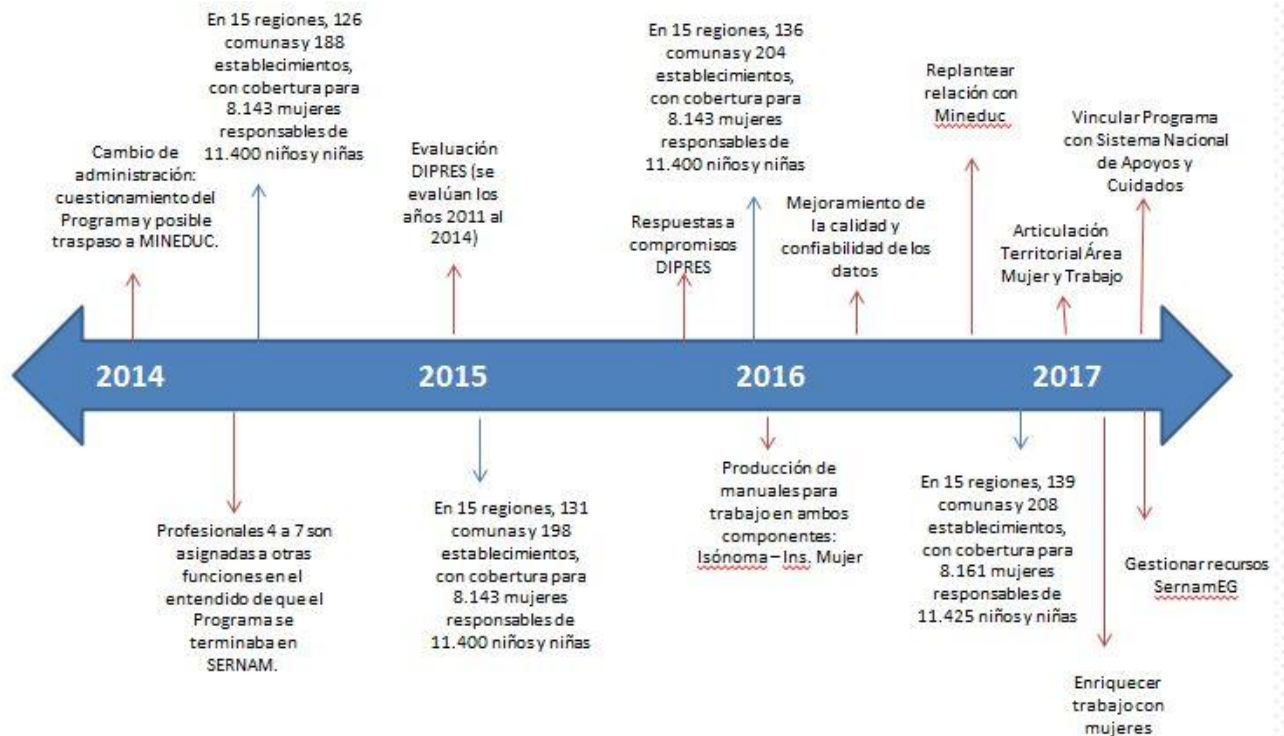 En 15 regiones, 126
comunas y 188
establecimientos,
con cobertura para
8.143 mujeres
responsables de
11.400 niños y niñas
Cambio de
administración:
cuestionamiento del
Programa y posible
traspaso a MINEDUC.
Evaluación
DIPRES (se
evalúan los
años 2011 al
2014)
En 15 regiones, 136
comunas y 204
establecimientos,
con cobertura para
8.143 mujeres
responsables de
11.400 niños y niñas
Respuestas a
compromisos
DIPRES
Mejoramiento de
la calidad y
confiabilidad de los
datos
Replantear
relación con
Mineduc
Articulación
Territorial Área
Mujer y Trabajo
Vincular Programa
con Sistema Nacional
de Apoyos y
Cuidados
2014
2015
2016
2017
Profesionales 4 a 7 son
asignadas a otras
funciones en el
entendido de que el
Programa se
terminaba en
SERNAM.
En 15 regiones, 131
comunas y 198
establecimientos,
con cobertura para
8.143 mujeres
responsables de
11.400 niños y niñas
Producción de
manuales para
trabajo en ambos
componentes:
Isónoma – Ins. Mujer
En 15 regiones, 139
comunas y 208
establecimientos,
con cobertura para
8.161 mujeres
responsables de
11.425 niños y niñas
Enriquecer
trabajo con
mujeres
Gestionar recursos
SernamEG